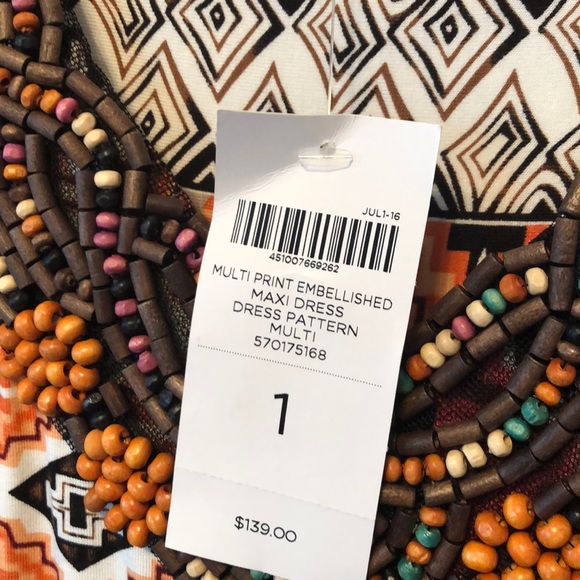 JUL1-16
451007669262
MULTI PRINT EMBELLISHED
MAXI DRESS
DRESS PATTERN
MULTI
570175168
1
$139.00